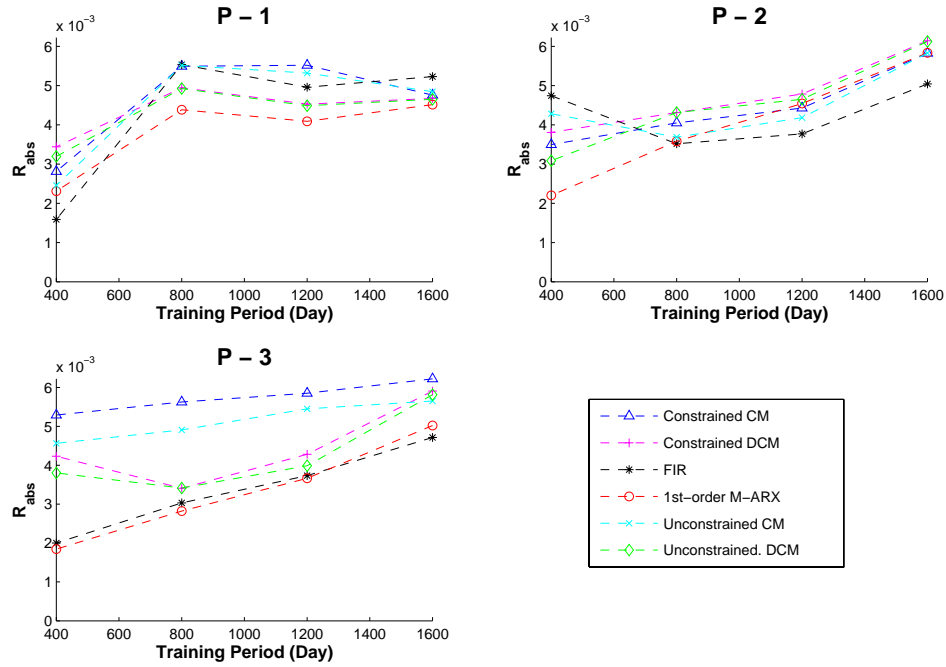 P – 1
x 10⁻³
6
5
4
3
2
1
0
R_abs
400 600 800 1000 1200 1400 1600
Training Period (Day)
P – 2
x 10⁻³
6
5
4
3
2
1
0
R_abs
400 600 800 1000 1200 1400 1600
Training Period (Day)
P – 3
x 10⁻³
6
5
4
3
2
1
0
R_abs
400 600 800 1000 1200 1400 1600
Training Period (Day)
Constrained CM
Constrained DCM
FIR
1st−order M−ARX
Unconstrained CM
Unconstrained. DCM